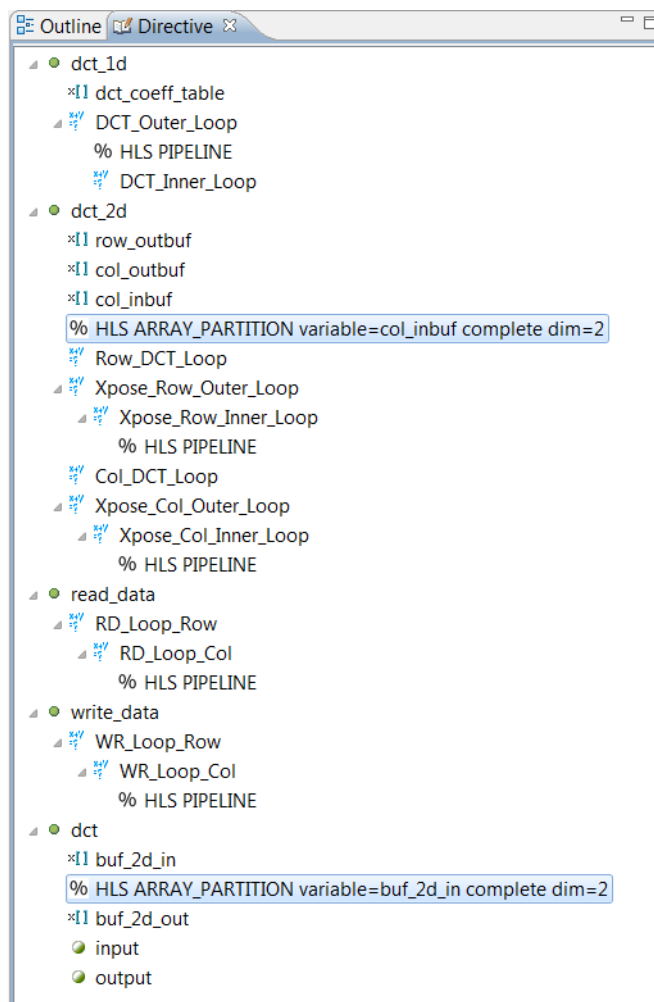 Outline Directive
dct_1d
x[] dct_coeff_table
DCT_Outer_Loop
% HLS PIPELINE
DCT_Inner_Loop
dct_2d
x[] row_outbuf
x[] col_outbuf
x[] col_inbuf
% HLS ARRAY_PARTITION variable=col_inbuf complete dim=2
Row_DCT_Loop
Xpose_Row_Outer_Loop
Xpose_Row_Inner_Loop
% HLS PIPELINE
Col_DCT_Loop
Xpose_Col_Outer_Loop
Xpose_Col_Inner_Loop
% HLS PIPELINE
read_data
RD_Loop_Row
RD_Loop_Col
% HLS PIPELINE
write_data
WR_Loop_Row
WR_Loop_Col
% HLS PIPELINE
dct
x[] buf_2d_in
% HLS ARRAY_PARTITION variable=buf_2d_in complete dim=2
x[] buf_2d_out
input
output